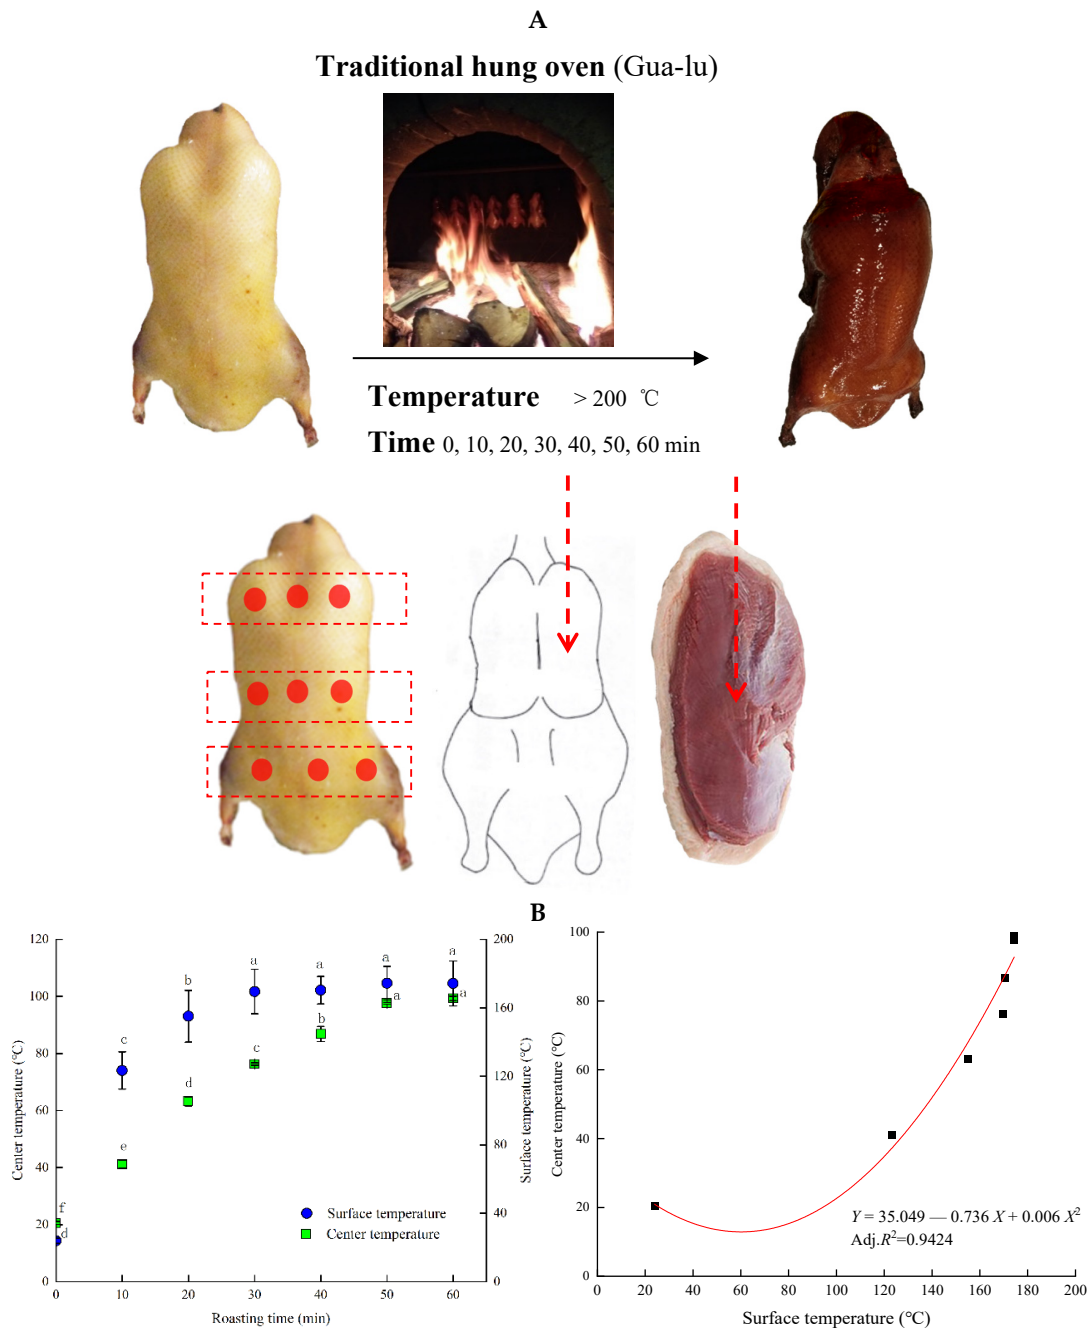 A
Traditional hung oven (Gua-lu)
Temperature > 200 ℃
Time 0, 10, 20, 30, 40, 50, 60 min
B
120
100
80
60
40
20
0
Center temperature (℃)
200
160
120
80
40
0
Surface temperature (℃)
c
b
a
a
a
a
f
d
e
d
c
b
a
a
Surface temperature
Center temperature
0 10 20 30 40 50 60
Roasting time (min)
100
80
60
40
20
0
Center temperature (℃)
Y = 35.049 — 0.736 X + 0.006 X²
Adj.R²=0.9424
0 20 40 60 80 100 120 140 160 180 200
Surface temperature (℃)